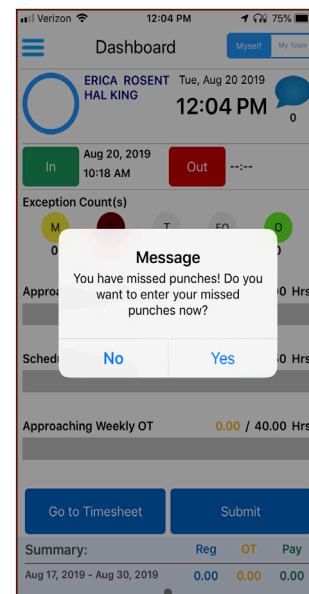 Verizon 12:04 PM 75%
Dashboard Myself My Team
ERICA ROSENT Tue, Aug 20 2019
HAL KING
12:04 PM
0
In Aug 20, 2019 Out --:--
10:18 AM
Exception Count(s)
M T EO O
0
Message
You have missed punches! Do you
want to enter your missed
punches now?
Hrs
No Yes
Hrs
Approaching Weekly OT 0.00 / 40.00 Hrs
Go to Timesheet Submit
Summary: Reg OT Pay
Aug 17, 2019 - Aug 30, 2019 0.00 0.00 0.00